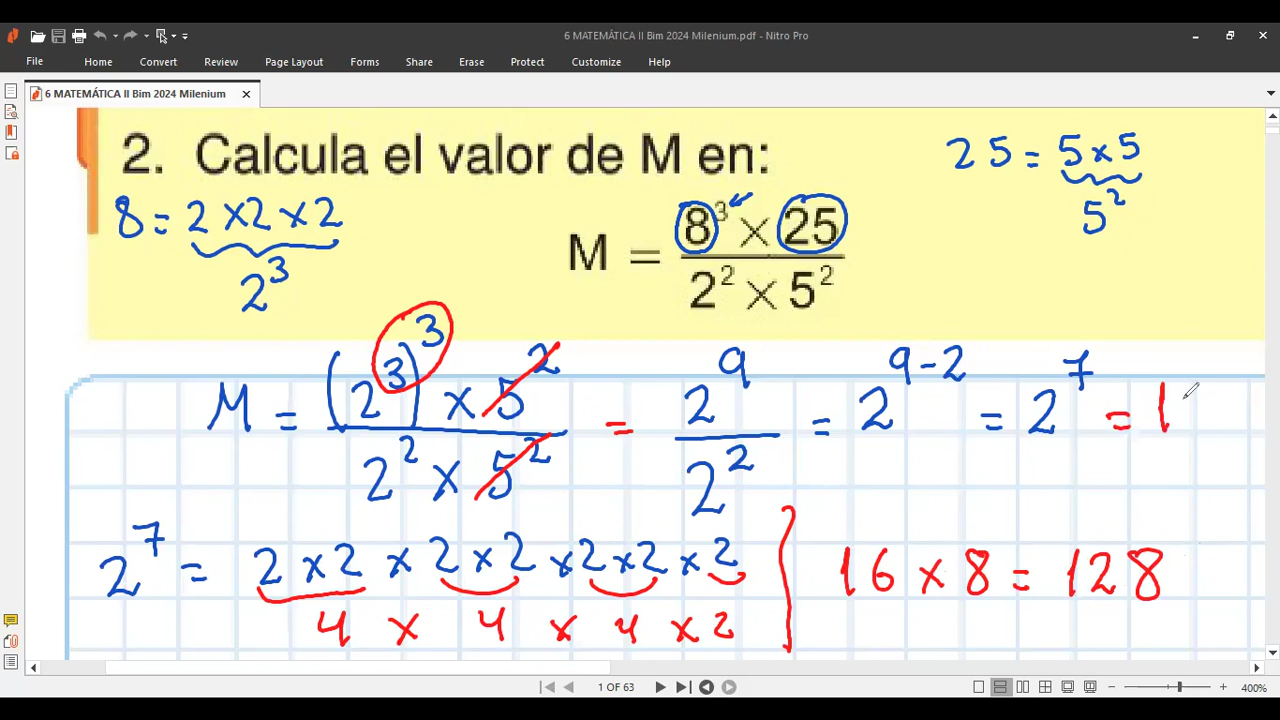 6 MATEMÁTICA II Bim 2024 Milenium.pdf - Nitro Pro
File Home Convert Review Page Layout Forms Share Erase Protect Customize Help
6 MATEMÁTICA II Bim 2024 Milenium
2. Calcula el valor de M en:
25 = 5 x 5
5²
8 = 2 x 2 x 2
2³
M = (8³ × 25) / (2² × 5²)
M = ((2³)³ x 5²) / (2² x 5²) = 2⁹ / 2² = 2⁹⁻² = 2⁷ = 1
2⁷ = 2 x 2 x 2 x 2 x 2 x 2 x 2
4 x 4 x 4 x 2
16 x 8 = 128
1 OF 63
400%